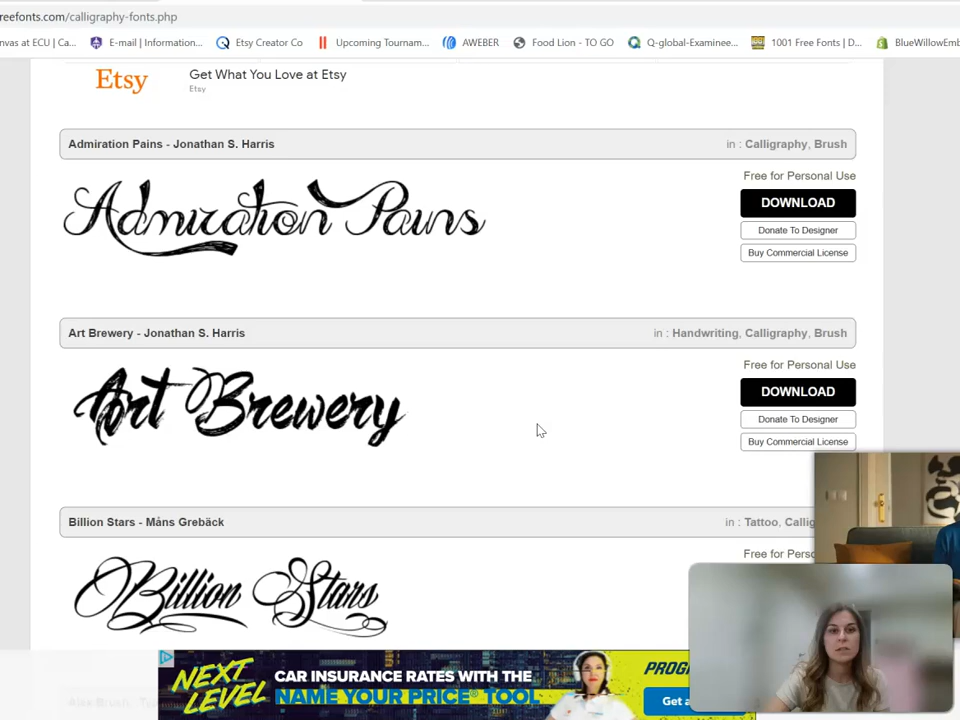 reefonts.com/calligraphy-fonts.php
nvas at ECU | Ca... E-mail | Information... Etsy Creator Co Upcoming Tournam... AWEBER Food Lion - TO GO Q-global-Examinee... 1001 Free Fonts | D... BlueWillowEmb
Etsy
Get What You Love at Etsy
Etsy
Admiration Pains - Jonathan S. Harris
in : Calligraphy, Brush
Admiration Pains
Free for Personal Use
DOWNLOAD
Donate To Designer
Buy Commercial License
Art Brewery - Jonathan S. Harris
in : Handwriting, Calligraphy, Brush
Art Brewery
Free for Personal Use
DOWNLOAD
Donate To Designer
Buy Commercial License
Billion Stars - Måns Grebäck
in : Tattoo, Callig
Billion Stars
Free for Perso
NEXT LEVEL
CAR INSURANCE RATES WITH THE
NAME YOUR PRICE® TOOL
PROG
Get a
Alex Brush